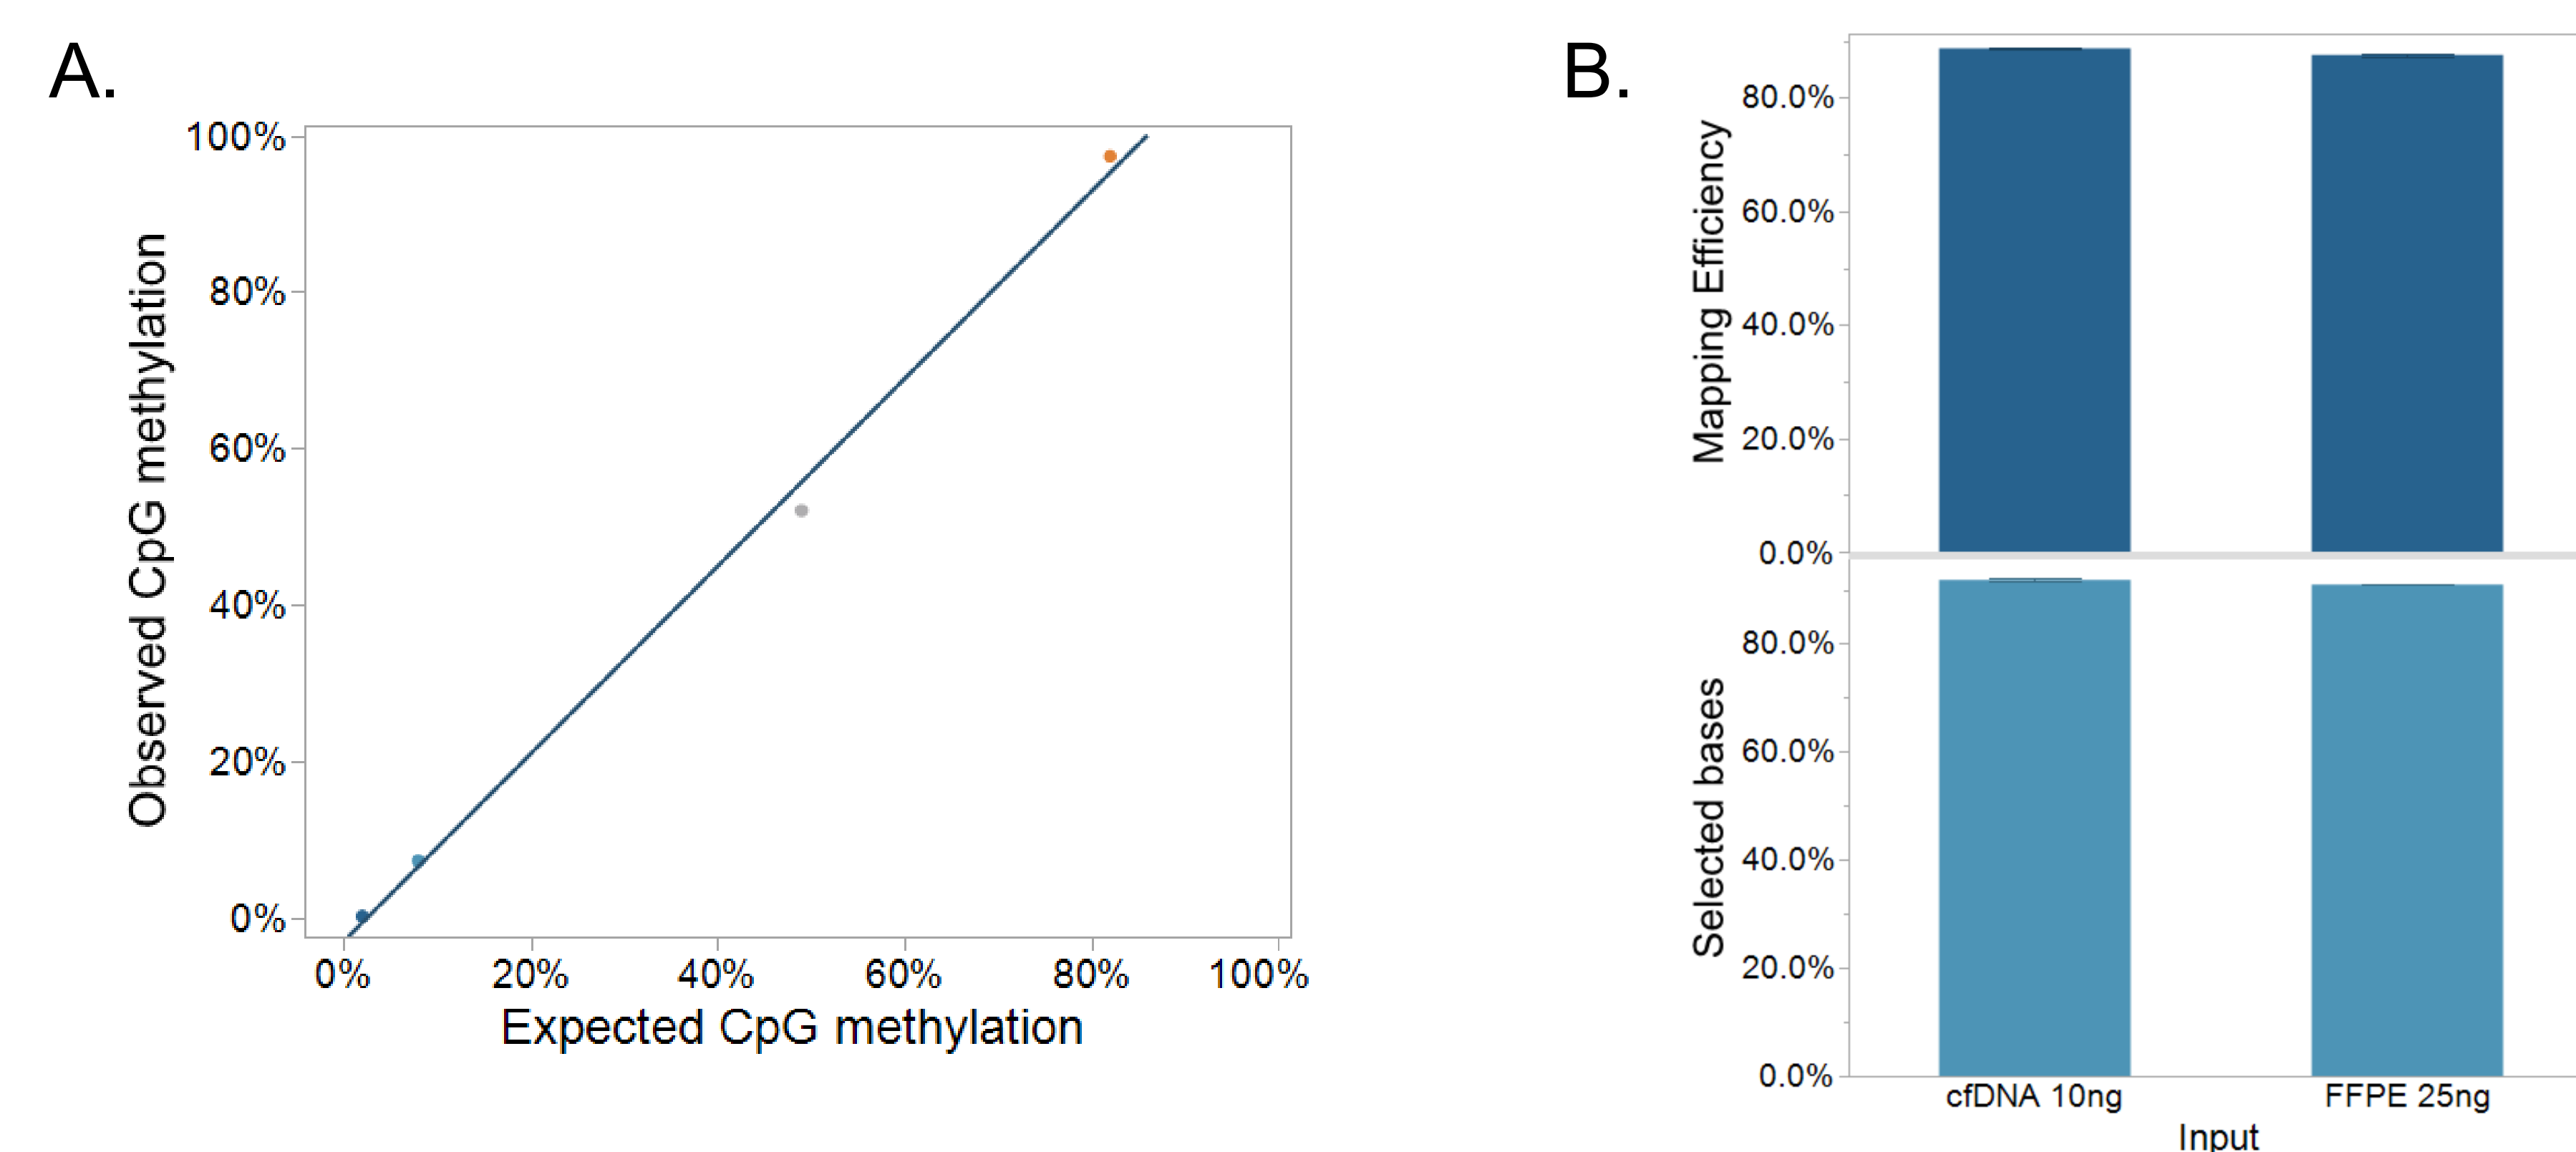 A.
100%
80%
60%
40%
20%
0%
Observed CpG methylation
0% 20% 40% 60% 80% 100%
Expected CpG methylation
B.
80.0%
60.0%
40.0%
20.0%
0.0%
Mapping Efficiency
80.0%
60.0%
40.0%
20.0%
0.0%
Selected bases
cfDNA 10ng FFPE 25ng
Input